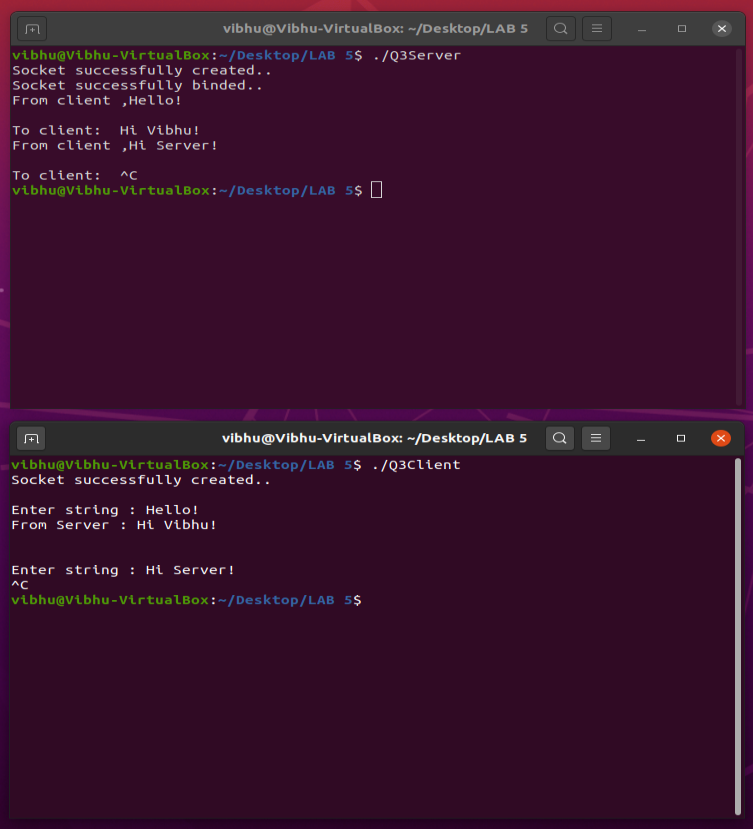 vibhu@Vibhu-VirtualBox: ~/Desktop/LAB 5
vibhu@Vibhu-VirtualBox:~/Desktop/LAB 5$ ./Q3Server
Socket successfully created..
Socket successfully binded..
From client ,Hello!
To client:  Hi Vibhu!
From client ,Hi Server!
To client:  ^C
vibhu@Vibhu-VirtualBox:~/Desktop/LAB 5$
vibhu@Vibhu-VirtualBox: ~/Desktop/LAB 5
vibhu@Vibhu-VirtualBox:~/Desktop/LAB 5$ ./Q3Client
Socket successfully created..
Enter string : Hello!
From Server : Hi Vibhu!
Enter string : Hi Server!
^C
vibhu@Vibhu-VirtualBox:~/Desktop/LAB 5$